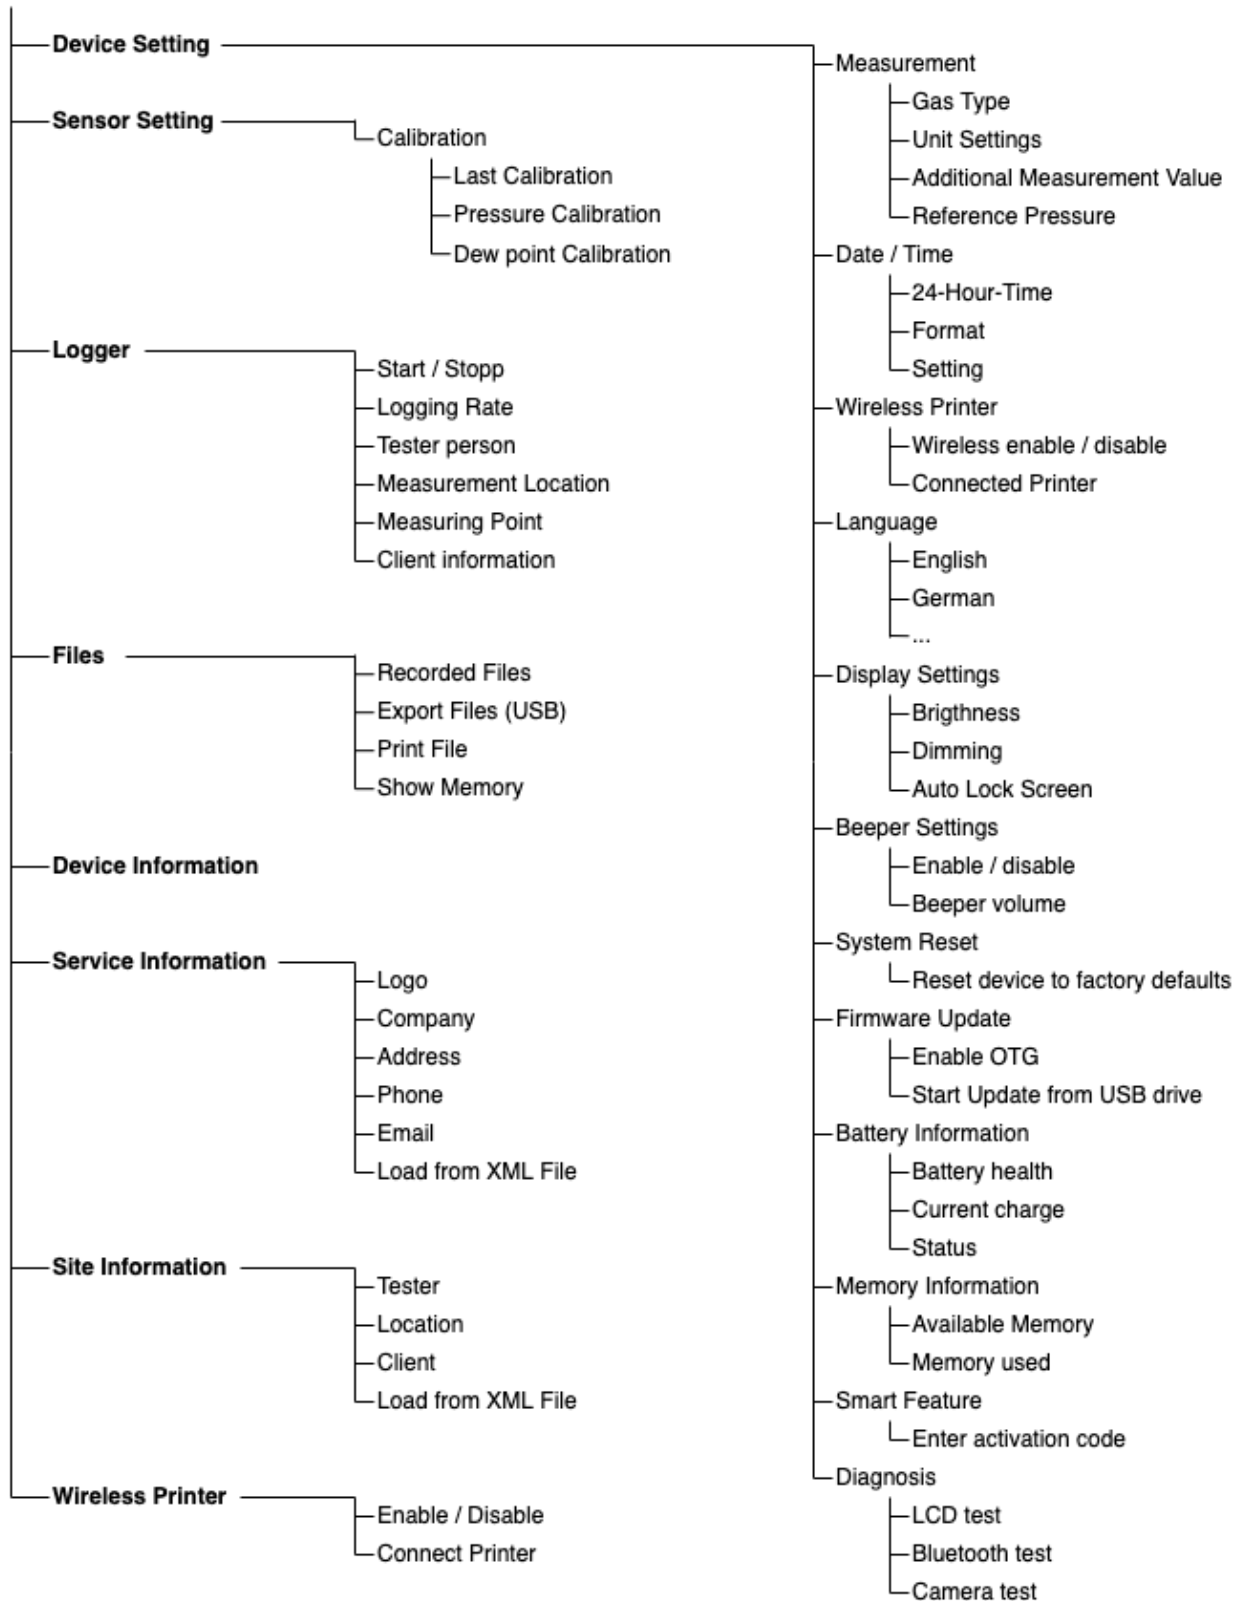 Device Setting
Measurement
Gas Type
Unit Settings
Additional Measurement Value
Reference Pressure
Date / Time
24-Hour-Time
Format
Setting
Wireless Printer
Wireless enable / disable
Connected Printer
Language
English
German
...
Display Settings
Brigthness
Dimming
Auto Lock Screen
Beeper Settings
Enable / disable
Beeper volume
System Reset
Reset device to factory defaults
Firmware Update
Enable OTG
Start Update from USB drive
Battery Information
Battery health
Current charge
Status
Memory Information
Available Memory
Memory used
Smart Feature
Enter activation code
Diagnosis
LCD test
Bluetooth test
Camera test
Sensor Setting
Calibration
Last Calibration
Pressure Calibration
Dew point Calibration
Logger
Start / Stopp
Logging Rate
Tester person
Measurement Location
Measuring Point
Client information
Files
Recorded Files
Export Files (USB)
Print File
Show Memory
Device Information
Service Information
Logo
Company
Address
Phone
Email
Load from XML File
Site Information
Tester
Location
Client
Load from XML File
Wireless Printer
Enable / Disable
Connect Printer